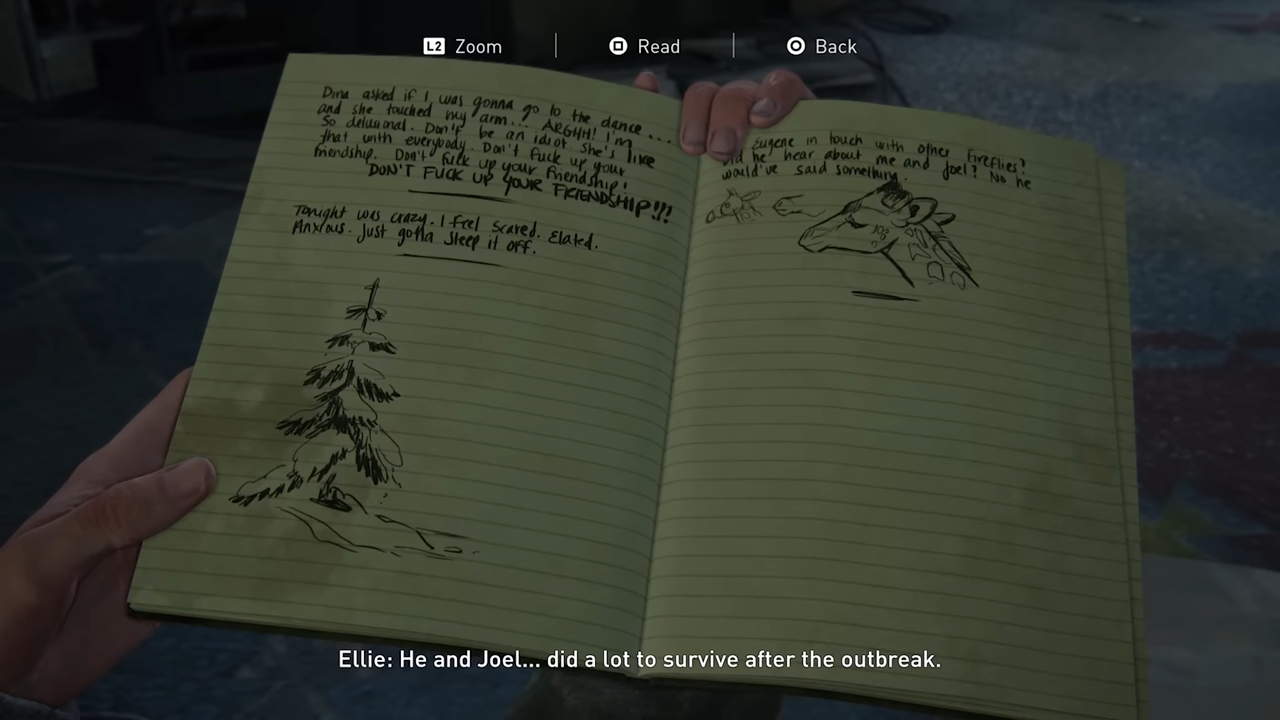 L2 Zoom
Read
Back
Dina asked if I was gonna go to the dance...
and she touched my arm... ARGHH! I'm
so delusional. Don't be an idiot. She's like
that with everybody. Don't fuck up your
friendship. Don't fuck up your friendship!
DON'T FUCK UP YOUR FRIENDSHIP!!!
Tonight was crazy. I feel scared. Elated.
Anxious. Just gotta sleep it off.
Eugene in touch with other Fireflies?
Did he hear about me and Joel? No he
would've said something.
Ellie: He and Joel... did a lot to survive after the outbreak.